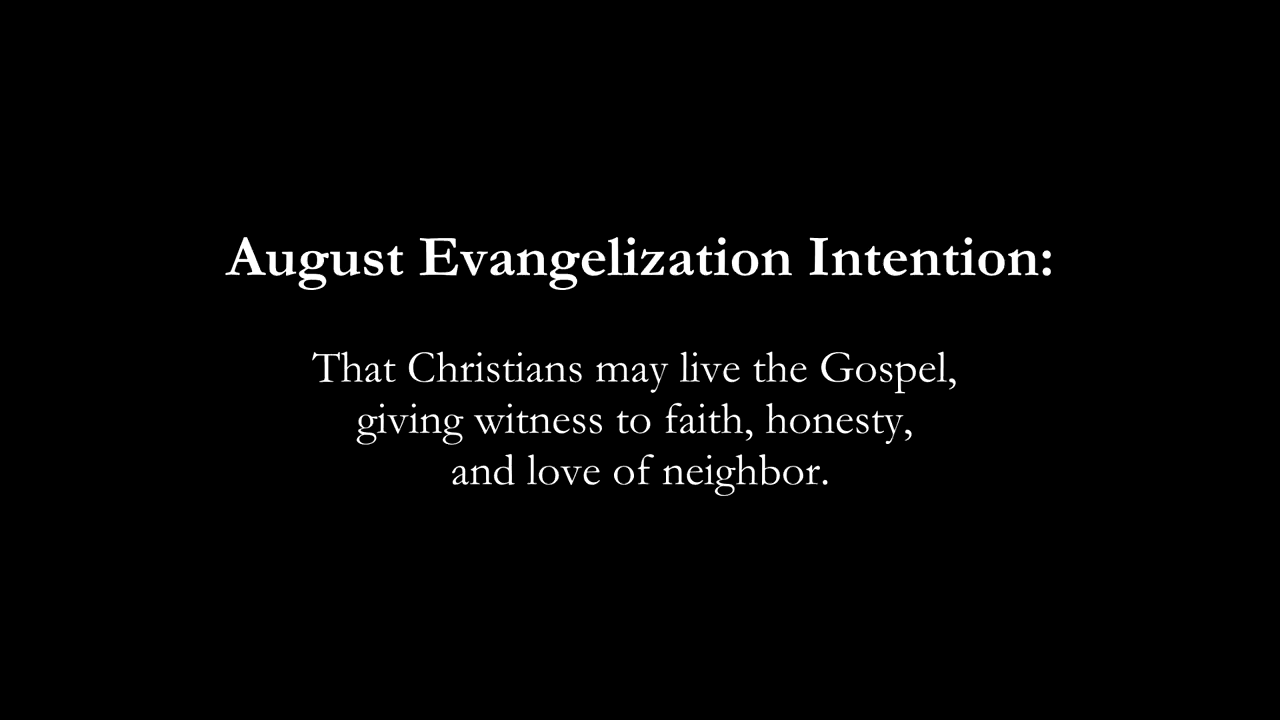 August Evangelization Intention:
That Christians may live the Gospel,
giving witness to faith, honesty,
and love of neighbor.